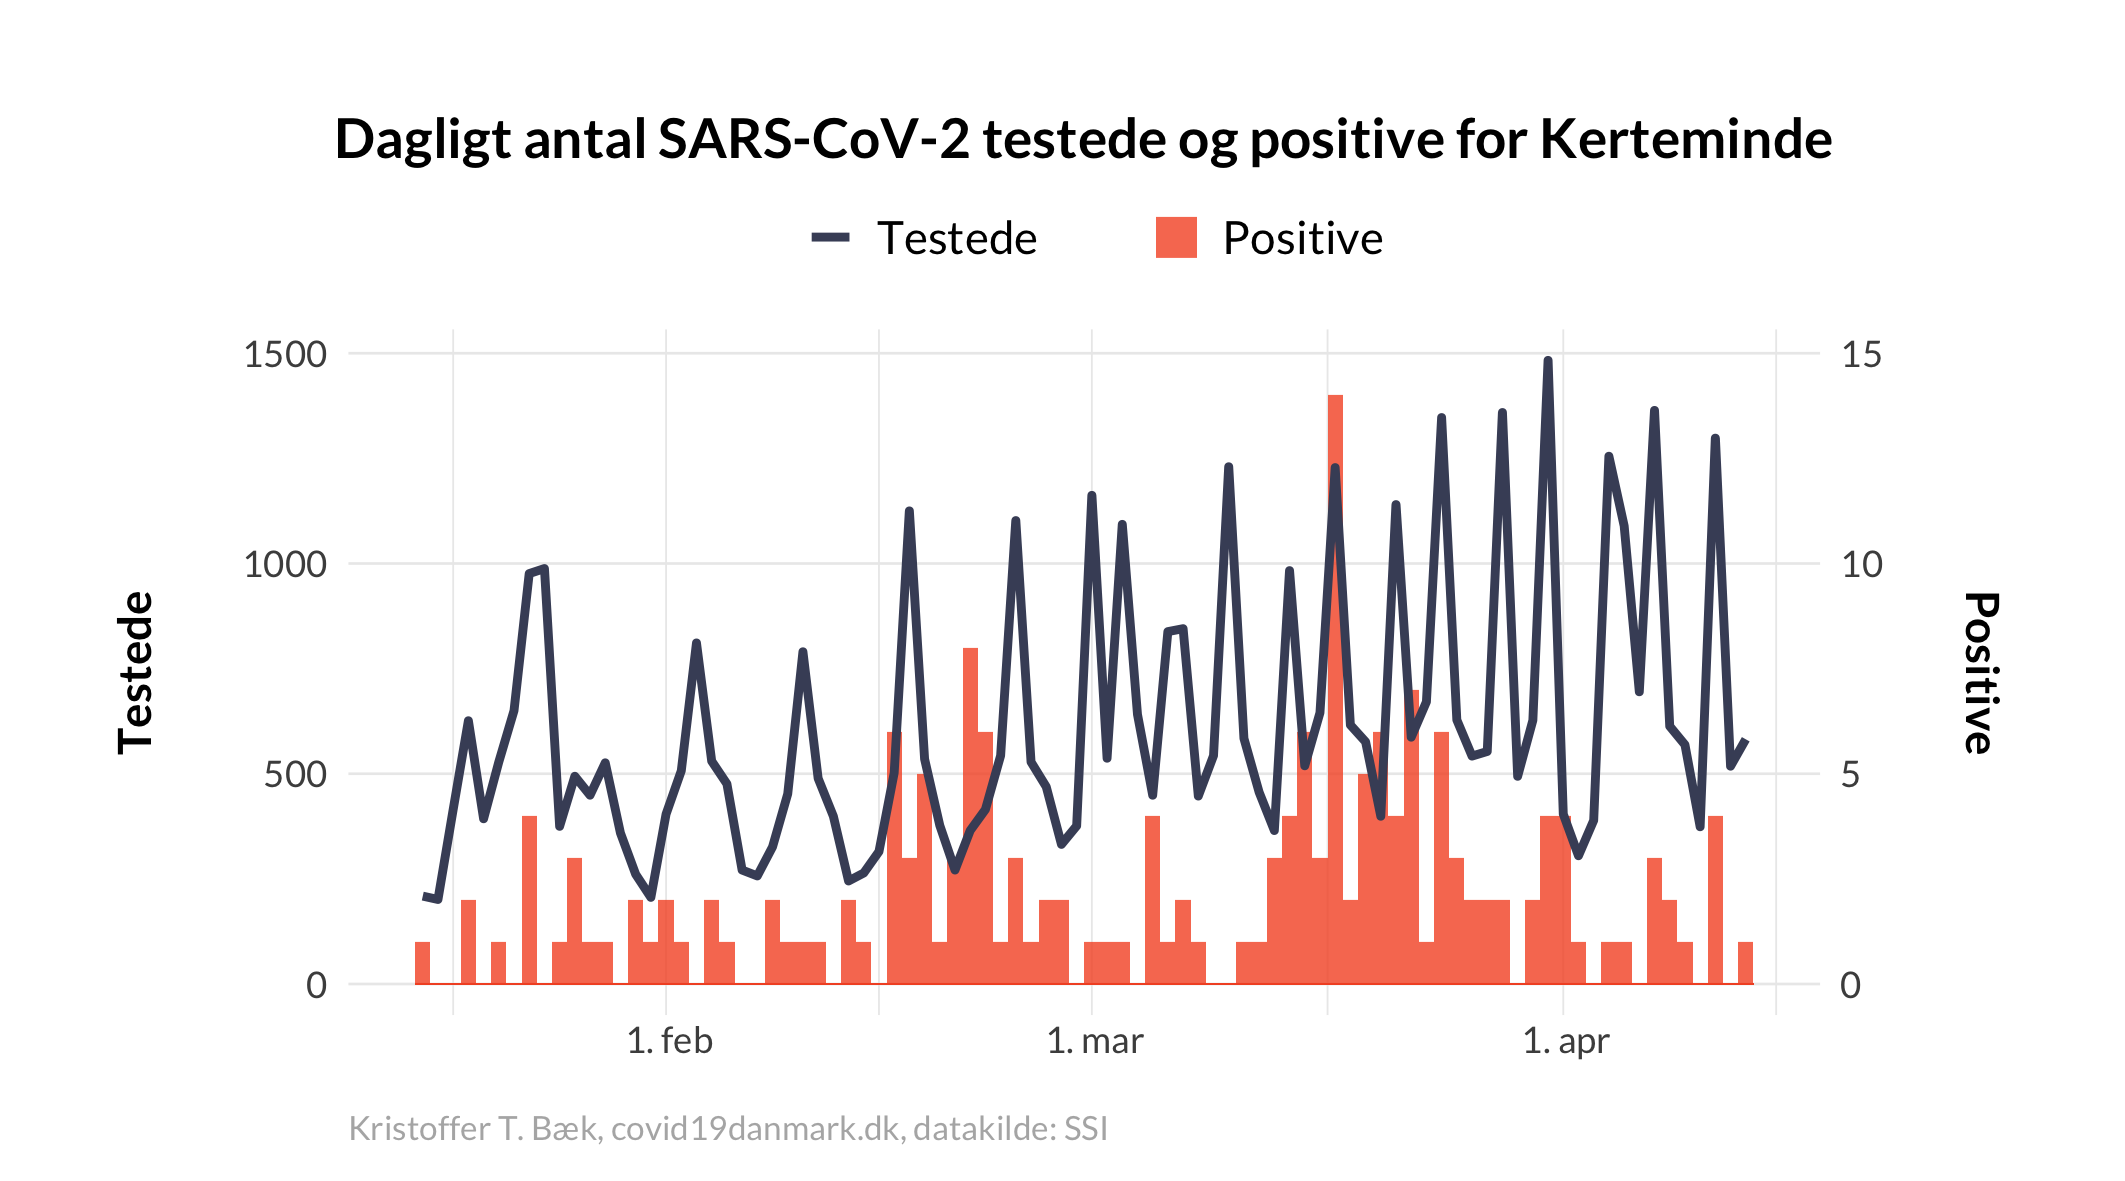 Dagligt antal SARS-CoV-2 testede og positive for Kerteminde
Testede
Positive
1500
1000
500
0
15
10
5
0
Testede
Positive
1. feb
1. mar
1. apr
Kristoffer T. Bæk, covid19danmark.dk, datakilde: SSI